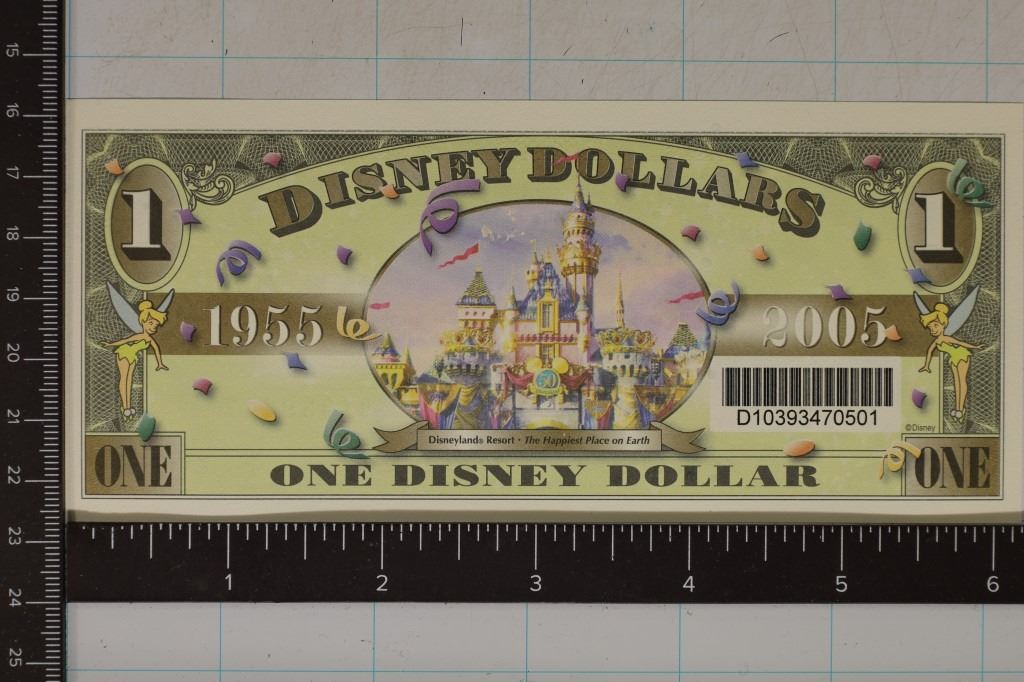 DISNEY DOLLARS
1 1
1955 2005
50
D10393470501
©Disney
Disneyland® Resort · The Happiest Place on Earth
ONE ONE DISNEY DOLLAR ONE
15
16
17
18
19
20
21
22
23
24
25
1 2 3 4 5 6